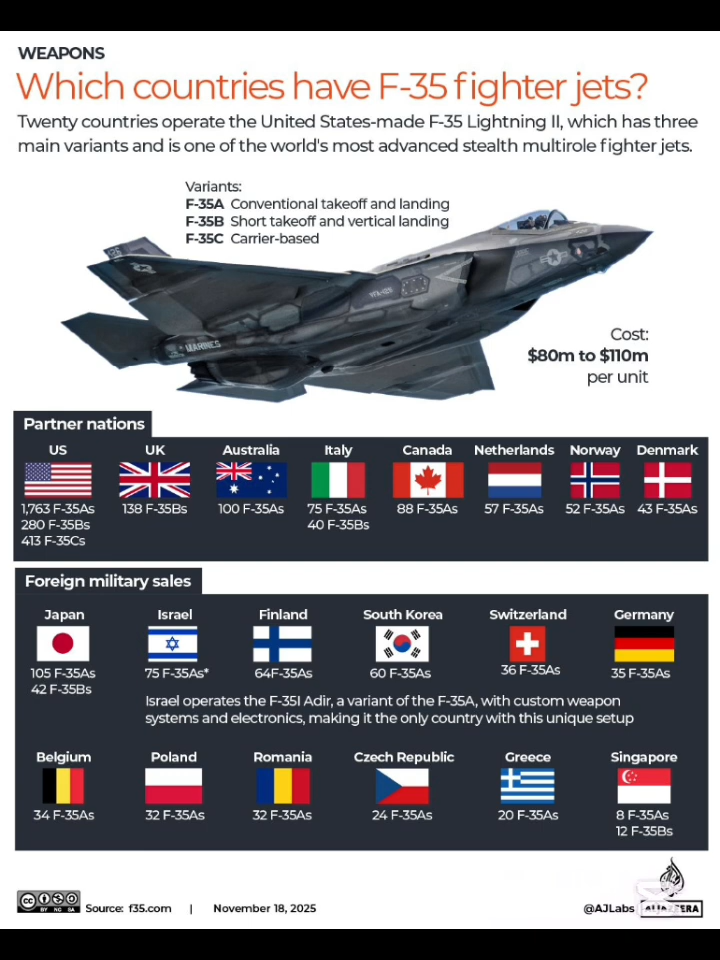 WEAPONS
Which countries have F-35 fighter jets?
Twenty countries operate the United States-made F-35 Lightning II, which has three
main variants and is one of the world's most advanced stealth multirole fighter jets.
Variants:
F-35A Conventional takeoff and landing
F-35B Short takeoff and vertical landing
F-35C Carrier-based
MARINES
Cost:
$80m to $110m
per unit
Partner nations
US
1,763 F-35As
280 F-35Bs
413 F-35Cs
UK
138 F-35Bs
Australia
100 F-35As
Italy
75 F-35As
40 F-35Bs
Canada
88 F-35As
Netherlands
57 F-35As
Norway
52 F-35As
Denmark
43 F-35As
Foreign military sales
Japan
105 F-35As
42 F-35Bs
Israel
75 F-35As*
Finland
64F-35As
South Korea
60 F-35As
Switzerland
36 F-35As
Germany
35 F-35As
Israel operates the F-35I Adir, a variant of the F-35A, with custom weapon
systems and electronics, making it the only country with this unique setup
Belgium
34 F-35As
Poland
32 F-35As
Romania
32 F-35As
Czech Republic
24 F-35As
Greece
20 F-35As
Singapore
8 F-35As
12 F-35Bs
cc
BY NC SA
Source: f35.com | November 18, 2025
@AJLabs
ALJAZEERA